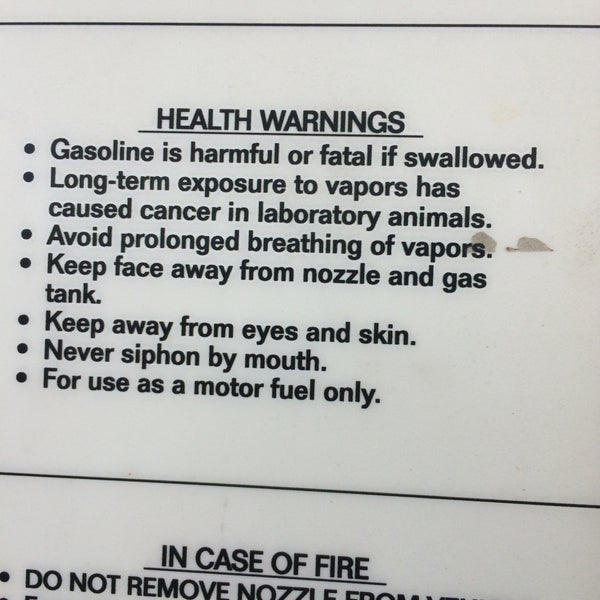 HEALTH WARNINGS
• Gasoline is harmful or fatal if swallowed.
• Long-term exposure to vapors has
caused cancer in laboratory animals.
• Avoid prolonged breathing of vapors.
• Keep face away from nozzle and gas
tank.
• Keep away from eyes and skin.
• Never siphon by mouth.
• For use as a motor fuel only.
IN CASE OF FIRE
• DO NOT REMOVE NOZZLE FROM